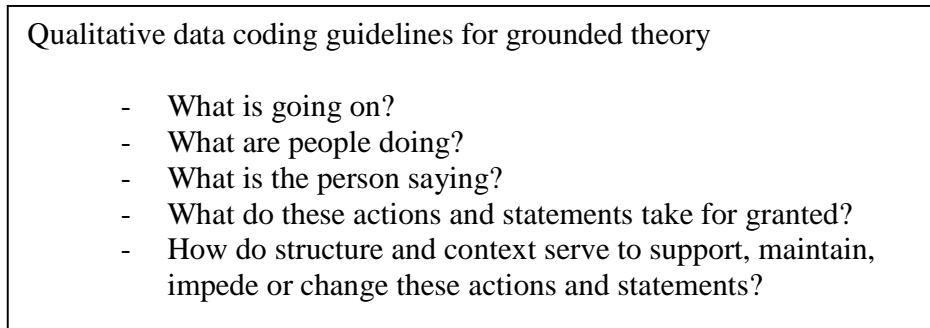 Qualitative data coding guidelines for grounded theory
- What is going on?
- What are people doing?
- What is the person saying?
- What do these actions and statements take for granted?
- How do structure and context serve to support, maintain,
impede or change these actions and statements?